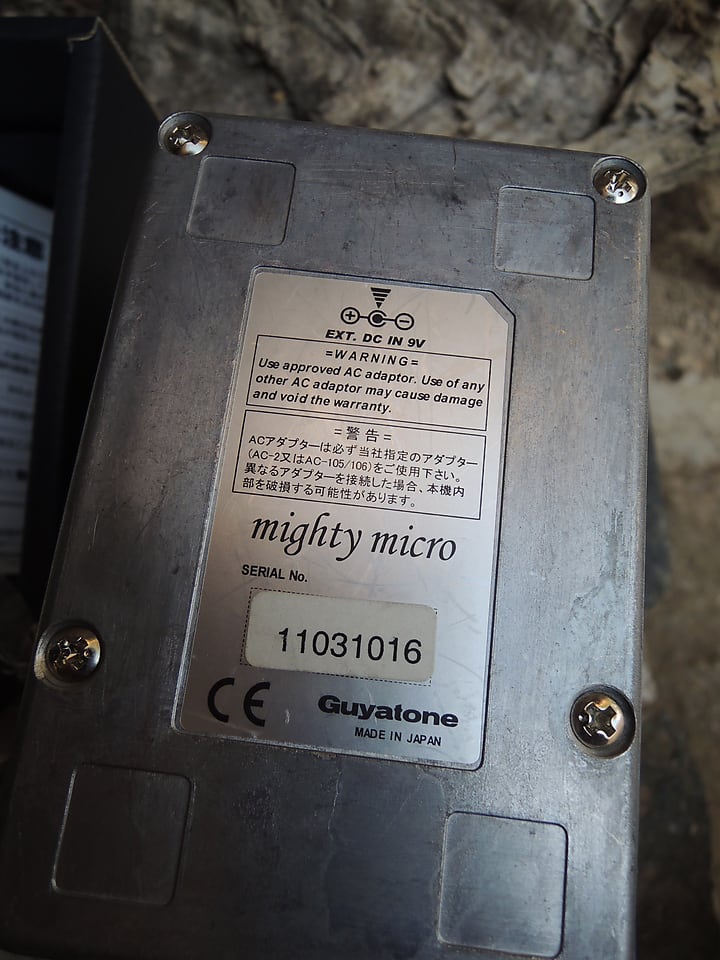 注意
EXT. DC IN 9V
=WARNING=
Use approved AC adaptor. Use of any
other AC adaptor may cause damage
and void the warranty.
=警告=
ACアダプターは必ず当社指定のアダプター
(AC-2又はAC-105/106)をご使用下さい。
異なるアダプターを接続した場合、本機内
部を破損する可能性があります。
mighty micro
SERIAL No.
11031016
CE
Guyatone
MADE IN JAPAN